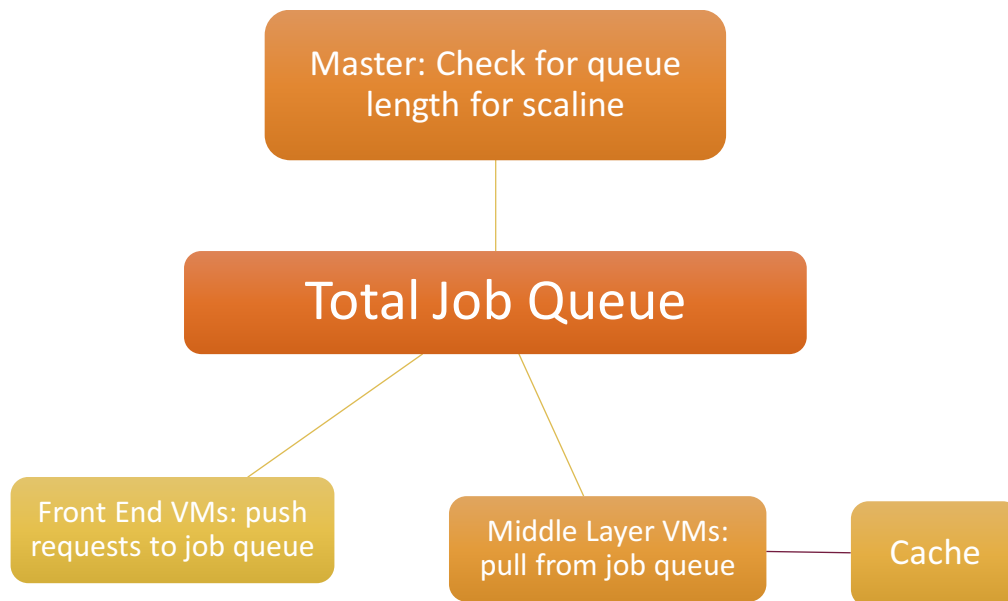 Master: Check for queue
length for scaline
Total Job Queue
Front End VMs: push
requests to job queue
Middle Layer VMs:
pull from job queue
Cache